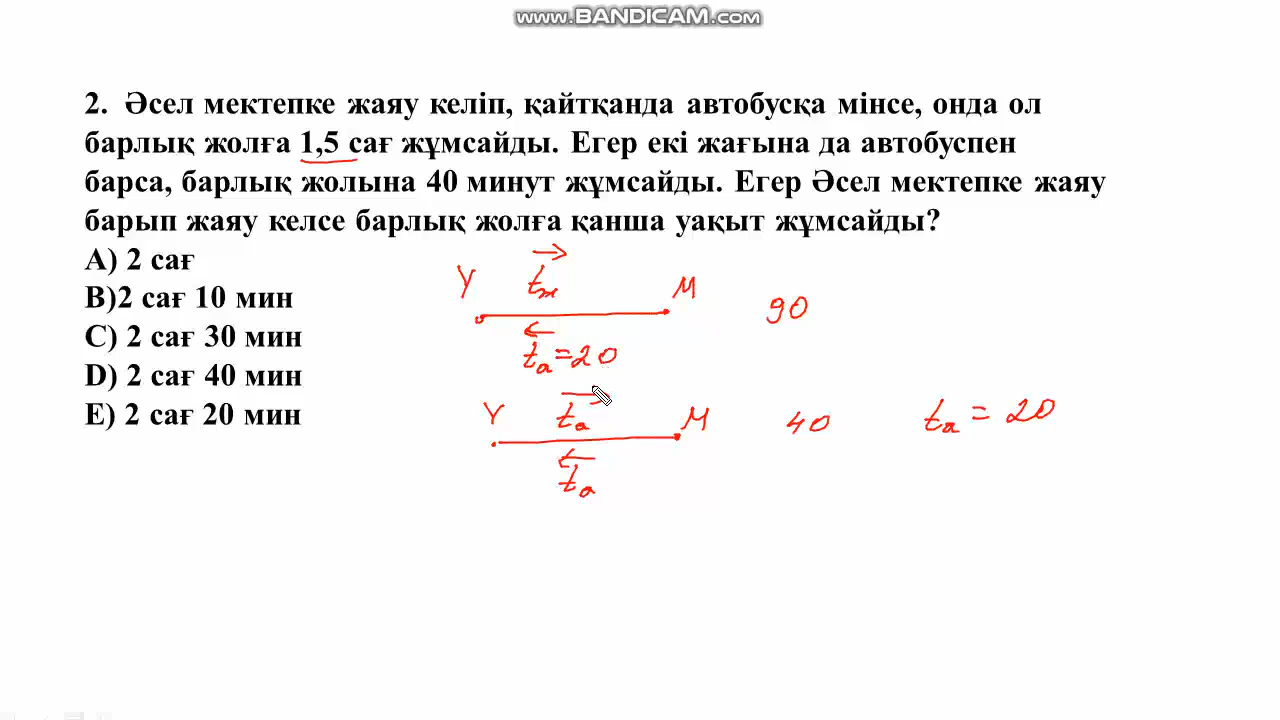 www.BANDICAM.com
2. Әсел мектепке жаяу келіп, қайтқанда автобусқа мінсе, онда ол
барлық жолға 1,5 сағ жұмсайды. Егер екі жағына да автобуспен
барса, барлық жолына 40 минут жұмсайды. Егер Әсел мектепке жаяу
барып жаяу келсе барлық жолға қанша уақыт жұмсайды?
A) 2 сағ
B)2 сағ 10 мин
C) 2 сағ 30 мин
D) 2 сағ 40 мин
E) 2 сағ 20 мин
Y tж M 90
ta = 20
Y ta M 40 ta = 20
ta